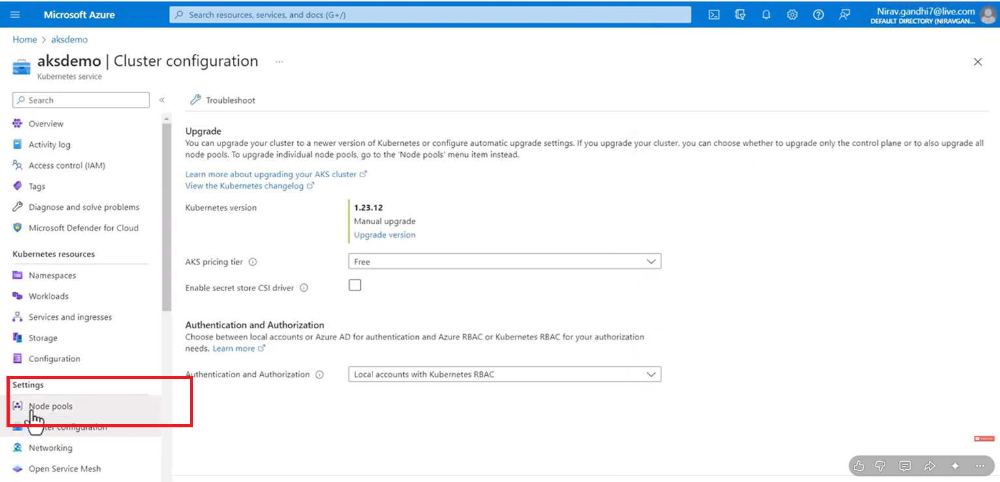 Microsoft Azure
Search resources, services, and docs (G+/)
Nirav.gandhi7@live.com
DEFAULT DIRECTORY (NIRAVGAN...
Home > aksdemo
aksdemo | Cluster configuration ...
Kubernetes service
Search
«
Troubleshoot
Overview
Activity log
Access control (IAM)
Tags
Diagnose and solve problems
Microsoft Defender for Cloud
Kubernetes resources
Namespaces
Workloads
Services and ingresses
Storage
Configuration
Settings
Node pools
configuration
Networking
Open Service Mesh
Upgrade
You can upgrade your cluster to a newer version of Kubernetes or configure automatic upgrade settings. If you upgrade your cluster, you can choose whether to upgrade only the control plane or to also upgrade all
node pools. To upgrade individual node pools, go to the 'Node pools' menu item instead.
Learn more about upgrading your AKS cluster
View the Kubernetes changelog
Kubernetes version
1.23.12
Manual upgrade
Upgrade version
AKS pricing tier
Free
Enable secret store CSI driver
Authentication and Authorization
Choose between local accounts or Azure AD for authentication and Azure RBAC or Kubernetes RBAC for your authorization
needs. Learn more
Authentication and Authorization
Local accounts with Kubernetes RBAC